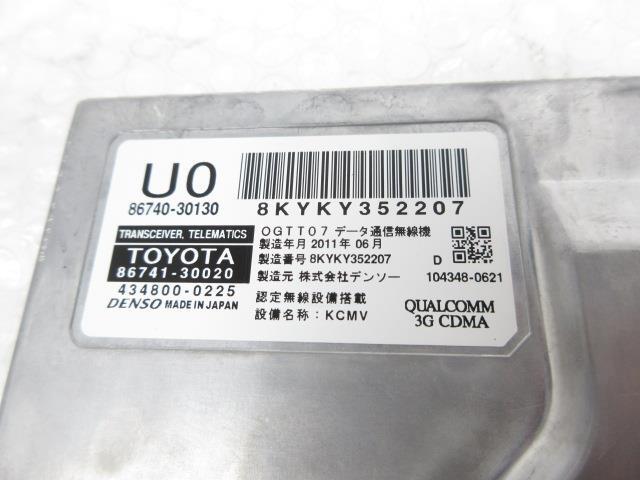 U0
86740-30130
8KYKY352207
TRANSCEIVER, TELEMATICS
TOYOTA
86741-30020
434800-0225
DENSO MADE IN JAPAN
OGTT07 データ通信無線機
製造年月 2011年 06月
製造番号 8KYKY352207
D
製造元 株式会社デンソー
104348-0621
認定無線設備搭載
設備名称:KCMV
QUALCOMM
3G CDMA